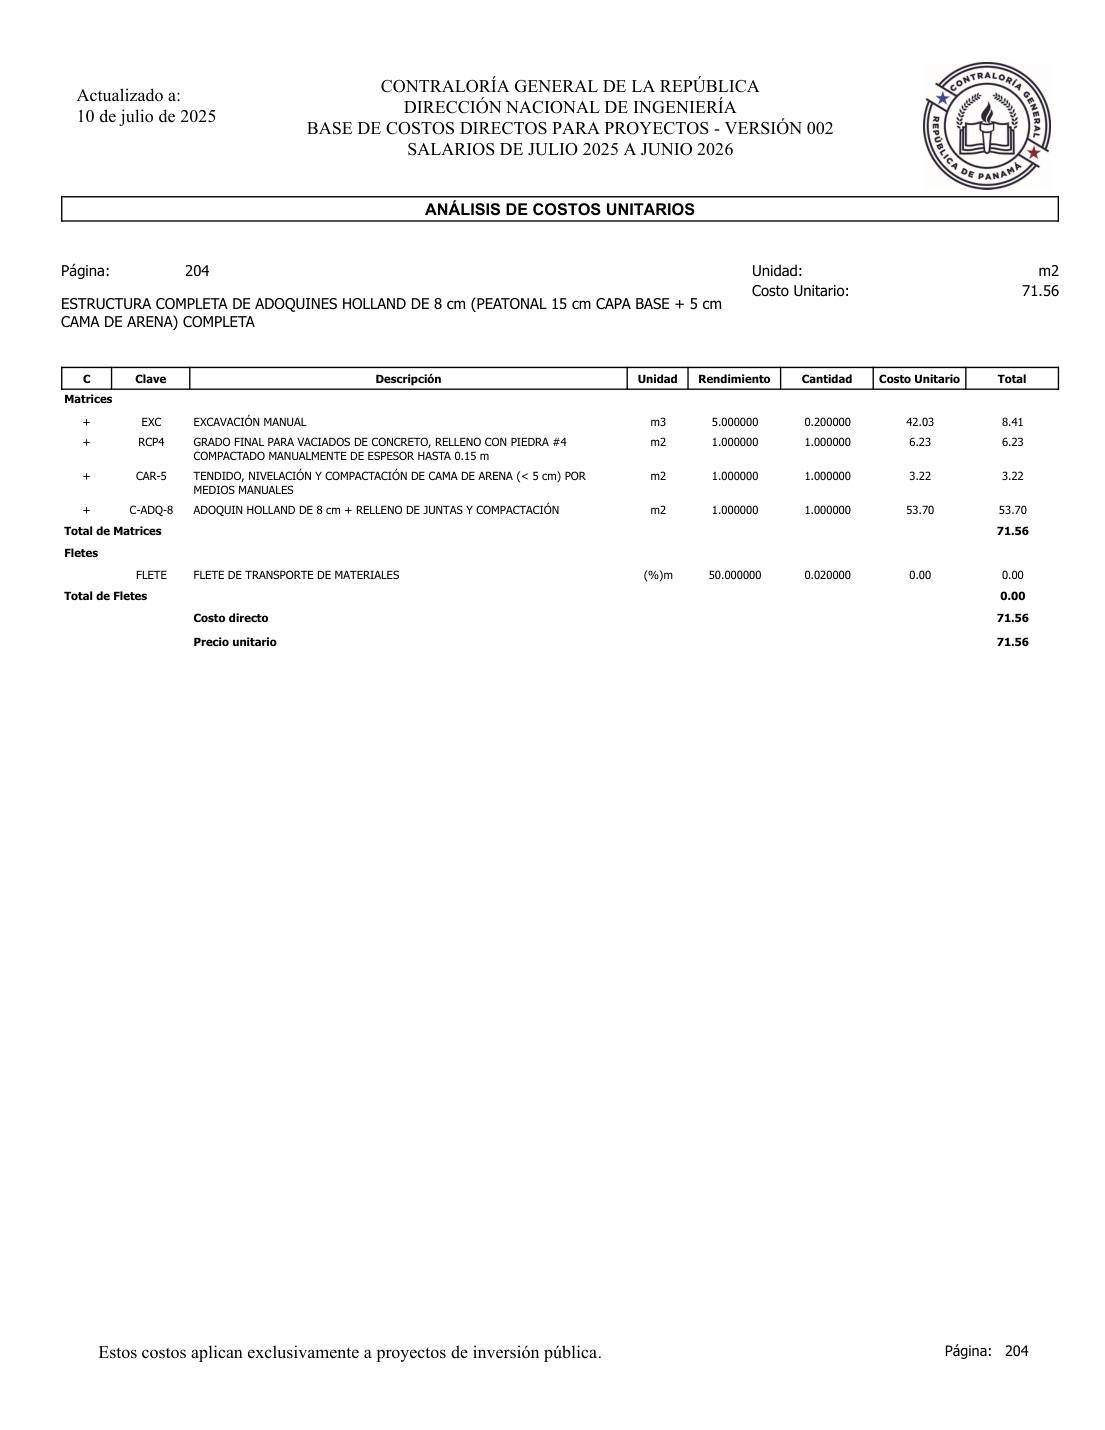 Actualizado a:
10 de julio de 2025
CONTRALORÍA GENERAL DE LA REPÚBLICA
DIRECCIÓN NACIONAL DE INGENIERÍA
BASE DE COSTOS DIRECTOS PARA PROYECTOS - VERSIÓN 002
SALARIOS DE JULIO 2025 A JUNIO 2026
CONTRALORÍA GENERAL
REPÚBLICA DE PANAMÁ
ANÁLISIS DE COSTOS UNITARIOS
Página: 204
Unidad: m2
Costo Unitario: 71.56
ESTRUCTURA COMPLETA DE ADOQUINES HOLLAND DE 8 cm (PEATONAL 15 cm CAPA BASE + 5 cm
CAMA DE ARENA) COMPLETA
C Clave Descripción Unidad Rendimiento Cantidad Costo Unitario Total
Matrices
+ EXC EXCAVACIÓN MANUAL m3 5.000000 0.200000 42.03 8.41
+ RCP4 GRADO FINAL PARA VACIADOS DE CONCRETO, RELLENO CON PIEDRA #4 m2 1.000000 1.000000 6.23 6.23
COMPACTADO MANUALMENTE DE ESPESOR HASTA 0.15 m
+ CAR-5 TENDIDO, NIVELACIÓN Y COMPACTACIÓN DE CAMA DE ARENA (< 5 cm) POR m2 1.000000 1.000000 3.22 3.22
MEDIOS MANUALES
+ C-ADQ-8 ADOQUIN HOLLAND DE 8 cm + RELLENO DE JUNTAS Y COMPACTACIÓN m2 1.000000 1.000000 53.70 53.70
Total de Matrices 71.56
Fletes
FLETE FLETE DE TRANSPORTE DE MATERIALES (%)m 50.000000 0.020000 0.00 0.00
Total de Fletes 0.00
Costo directo 71.56
Precio unitario 71.56
Estos costos aplican exclusivamente a proyectos de inversión pública.
Página: 204